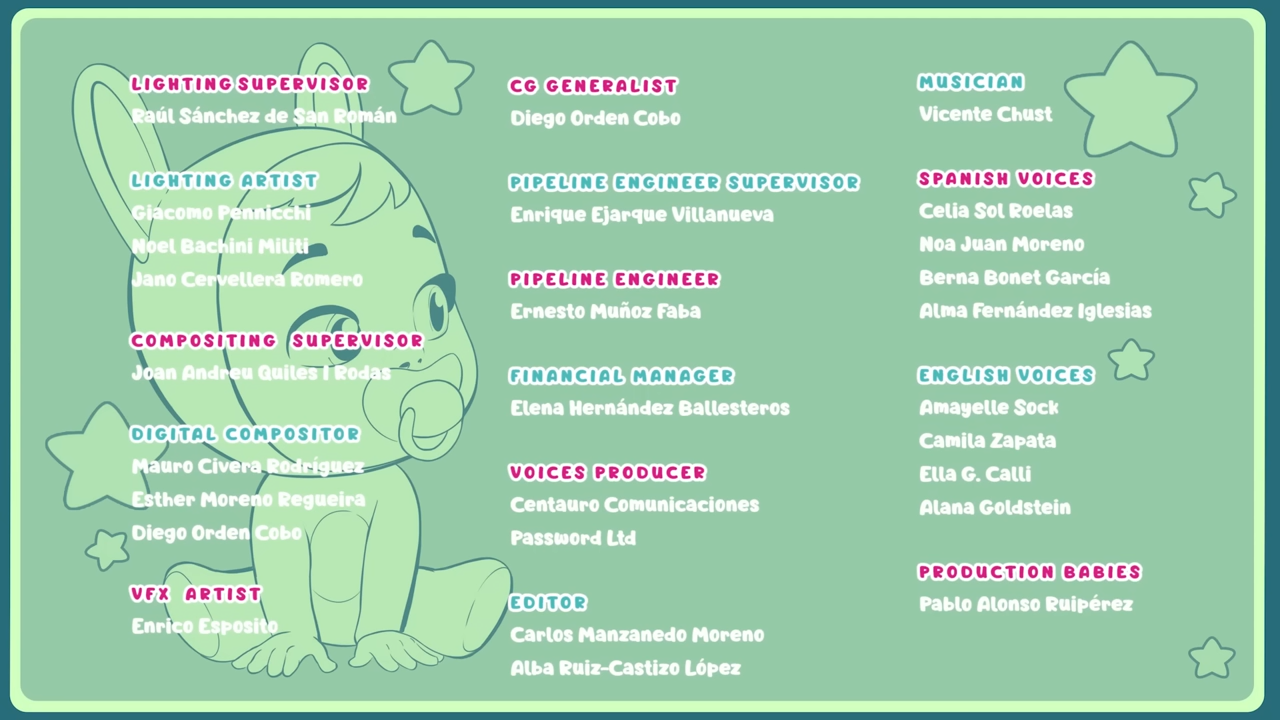 LIGHTING SUPERVISOR
Raúl Sánchez de San Román
LIGHTING ARTIST
Giacomo Pennicchi
Noel Bachini Militi
Jano Cervellera Romero
COMPOSITING SUPERVISOR
Joan Andreu Quiles I Rodas
DIGITAL COMPOSITOR
Mauro Civera Rodríguez
Esther Moreno Regueira
Diego Orden Cobo
VFX ARTIST
Enrico Esposito
CG GENERALIST
Diego Orden Cobo
PIPELINE ENGINEER SUPERVISOR
Enrique Ejarque Villanueva
PIPELINE ENGINEER
Ernesto Muñoz Faba
FINANCIAL MANAGER
Elena Hernández Ballesteros
VOICES PRODUCER
Centauro Comunicaciones
Password Ltd
EDITOR
Carlos Manzanedo Moreno
Alba Ruiz-Castizo López
MUSICIAN
Vicente Chust
SPANISH VOICES
Celia Sol Roelas
Noa Juan Moreno
Berna Bonet García
Alma Fernández Iglesias
ENGLISH VOICES
Amayelle Sock
Camila Zapata
Ella G. Calli
Alana Goldstein
PRODUCTION BABIES
Pablo Alonso Ruipérez